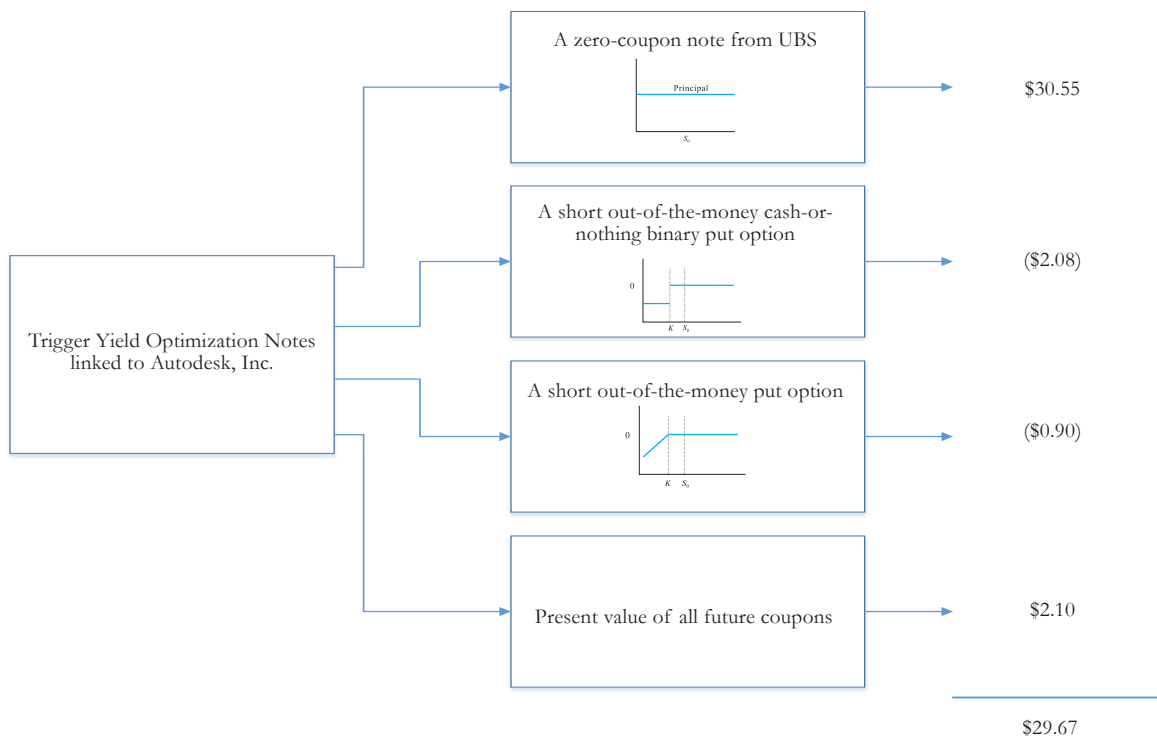 A zero-coupon note from UBS
Principal
S₀
$30.55
A short out-of-the-money cash-or-
nothing binary put option
0
K S₀
($2.08)
Trigger Yield Optimization Notes
linked to Autodesk, Inc.
A short out-of-the-money put option
0
K S₀
($0.90)
Present value of all future coupons
$2.10
$29.67